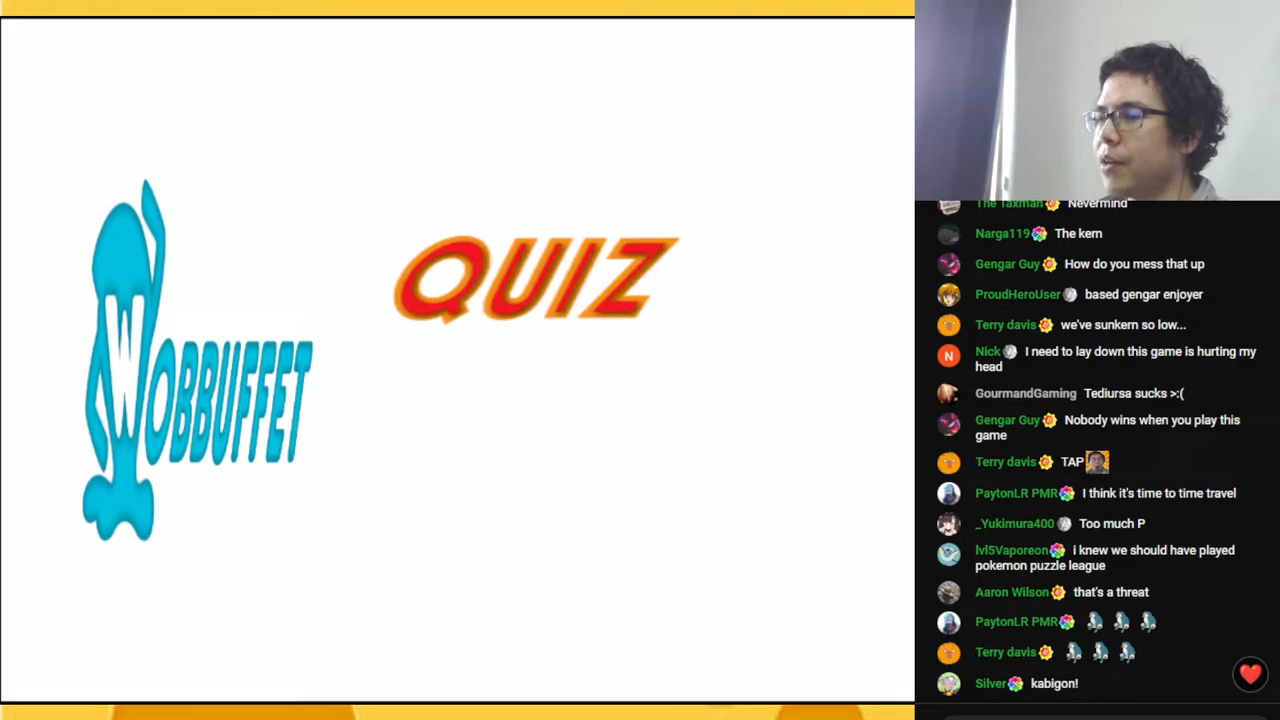 QUIZ
WOBBUFFET
The Taxman Nevermind
Narga119 The kern
Gengar Guy How do you mess that up
ProudHeroUser based gengar enjoyer
Terry davis we've sunkern so low...
N
Nick I need to lay down this game is hurting my
head
GourmandGaming Tediursa sucks >:(
Gengar Guy Nobody wins when you play this
game
Terry davis TAP
PaytonLR PMR I think it's time to time travel
_Yukimura400 Too much P
lvl5Vaporeon i knew we should have played
pokemon puzzle league
Aaron Wilson that's a threat
PaytonLR PMR
Terry davis
Silver kabigon!